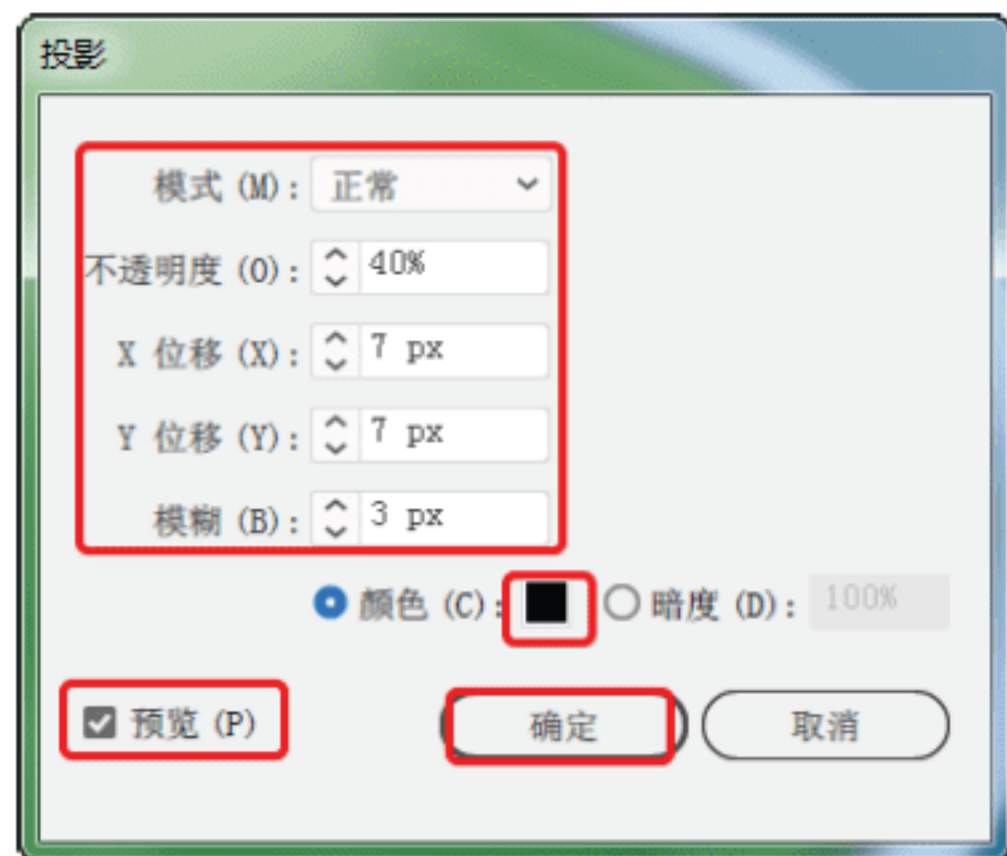 投影
模式 (M): 正常
不透明度 (O): 40%
X 位移 (X): 7 px
Y 位移 (Y): 7 px
模糊 (B): 3 px
颜色 (C): 暗度 (D): 100%
预览 (P) 确定 取消